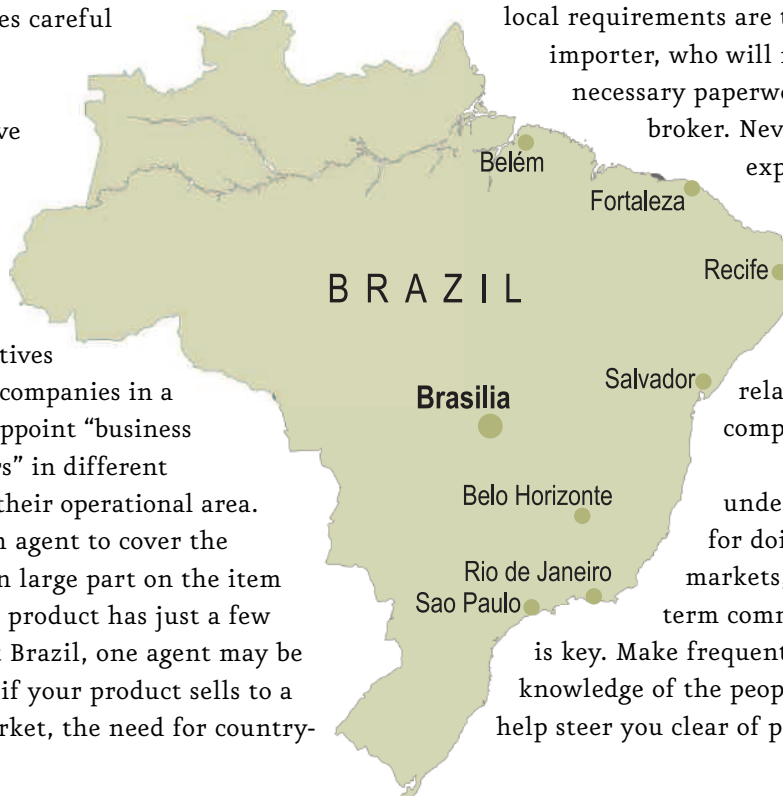 es careful
ve
tives
companies in a
ppoint “business
s” in different
their operational area.
n agent to cover the
n large part on the item
product has just a few
Brazil, one agent may be
if your product sells to a
rket, the need for country-
Belém
Fortaleza
Recife
BRAZIL
Salvador
Brasilia
Belo Horizonte
Rio de Janeiro
Sao Paulo
local requirements are t
importer, who will
necessary paperwo
broker. Nev
exp
rela
comp
unde
for doi
markets
term comm
is key. Make frequent
knowledge of the peop
help steer you clear of p